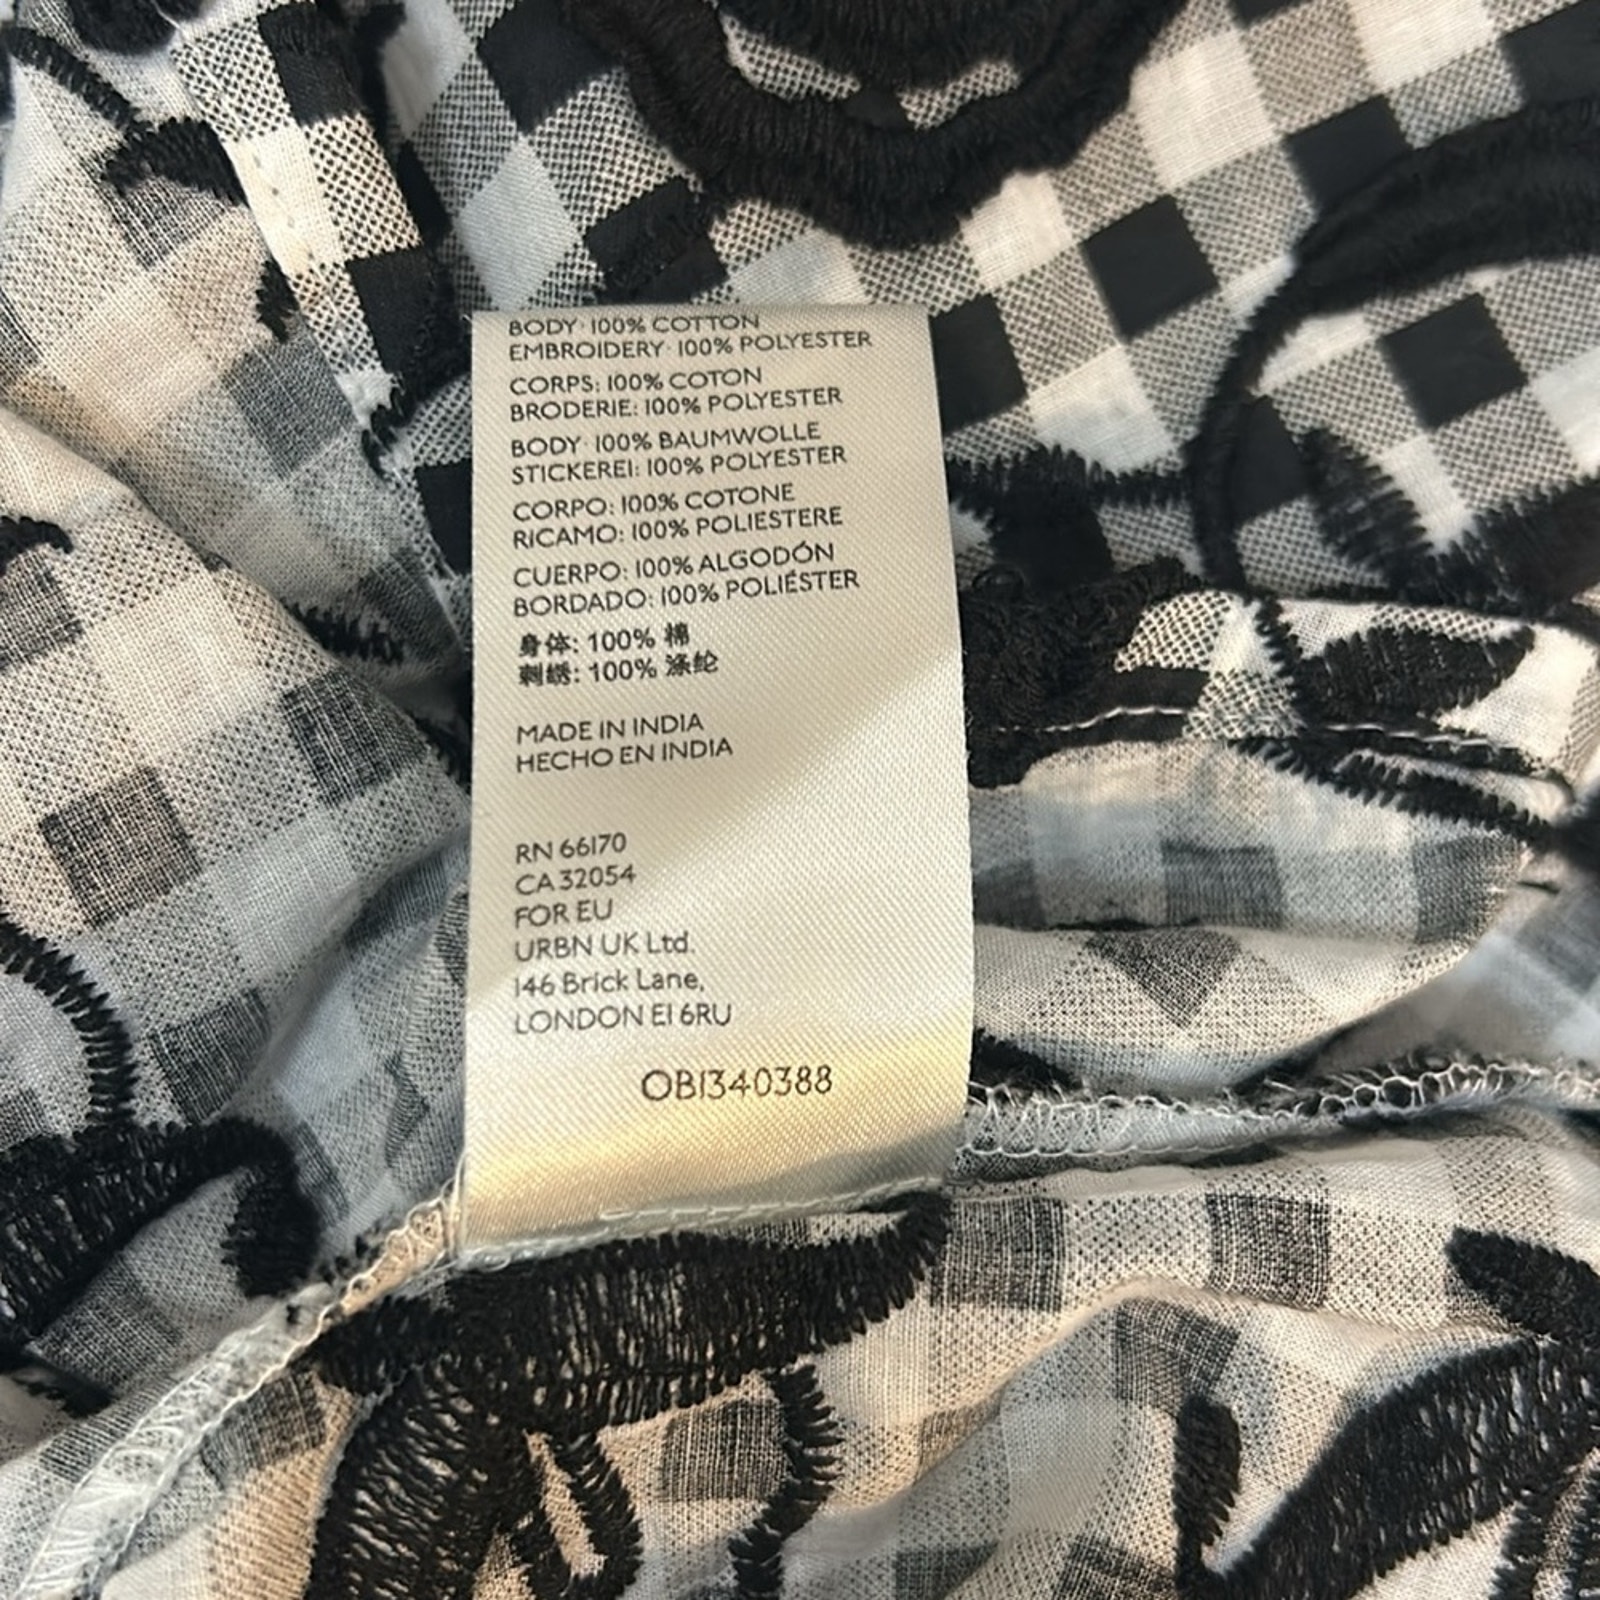 BODY: 100% COTTON
EMBROIDERY: 100% POLYESTER
CORPS: 100% COTON
BRODERIE: 100% POLYESTER
BODY: 100% BAUMWOLLE
STICKEREI: 100% POLYESTER
CORPO: 100% COTONE
RICAMO: 100% POLIESTERE
CUERPO: 100% ALGODÓN
BORDADO: 100% POLIÉSTER
身体: 100% 棉
刺绣: 100% 涤纶
MADE IN INDIA
HECHO EN INDIA
RN 66170
CA 32054
FOR EU
URBN UK Ltd.
146 Brick Lane,
LONDON E1 6RU
OB1340388